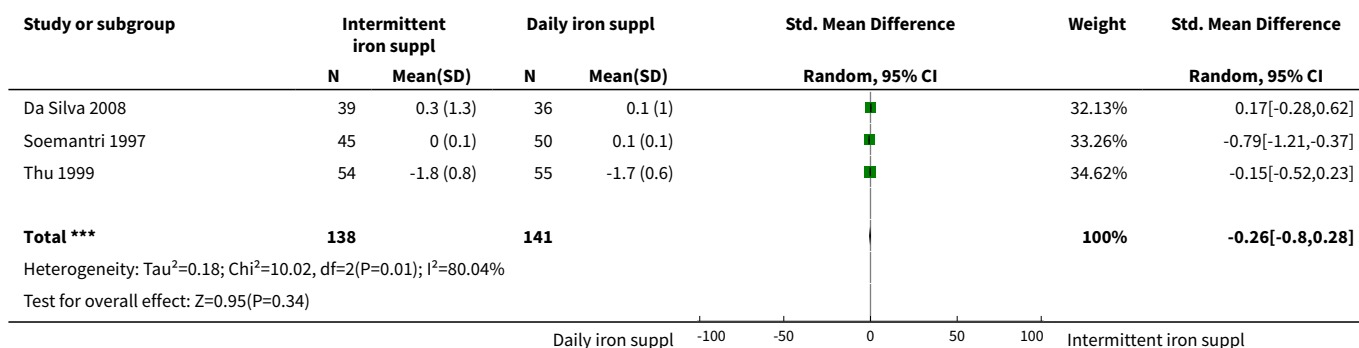 Study or subgroup Intermittent iron suppl Daily iron suppl Std. Mean Difference Weight Std. Mean Difference
N Mean(SD) N Mean(SD) Random, 95% CI Random, 95% CI
Da Silva 2008 39 0.3 (1.3) 36 0.1 (1) 32.13% 0.17[-0.28,0.62]
Soemantri 1997 45 0 (0.1) 50 0.1 (0.1) 33.26% -0.79[-1.21,-0.37]
Thu 1999 54 -1.8 (0.8) 55 -1.7 (0.6) 34.62% -0.15[-0.52,0.23]
Total *** 138 141 100% -0.26[-0.8,0.28]
Heterogeneity: Tau²=0.18; Chi²=10.02, df=2(P=0.01); I²=80.04%
Test for overall effect: Z=0.95(P=0.34)
Daily iron suppl -100 -50 0 50 100 Intermittent iron suppl